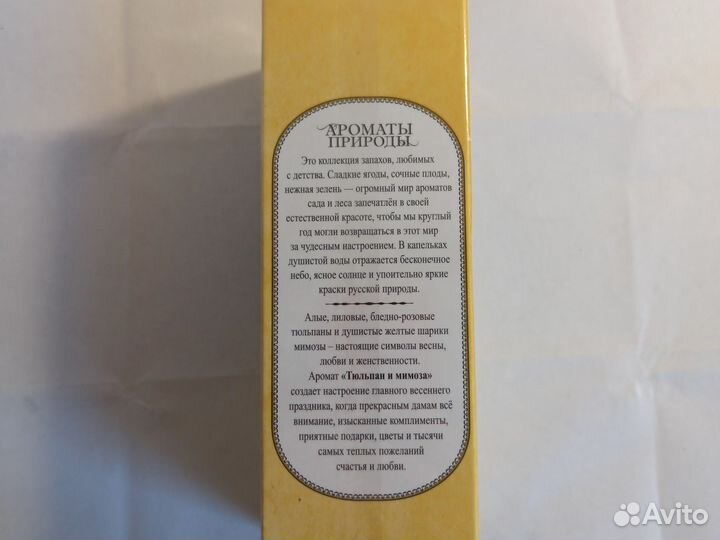 АРОМАТЫ
ПРИРОДЫ
Это коллекция запахов, любимых
с детства. Сладкие ягоды, сочные плоды,
нежная зелень — огромный мир ароматов
сада и леса запечатлён в своей
естественной красоте, чтобы мы круглый
год могли возвращаться в этот мир
за чудесным настроением. В капельках
душистой воды отражается бесконечное
небо, ясное солнце и упоительно яркие
краски русской природы.
Алые, лиловые, бледно-розовые
тюльпаны и душистые желтые шарики
мимозы – настоящие символы весны,
любви и женственности.
Аромат «Тюльпан и мимоза»
создает настроение главного весеннего
праздника, когда прекрасным дамам всё
внимание, изысканные комплименты,
приятные подарки, цветы и тысячи
самых теплых пожеланий
счастья и любви.
Avito